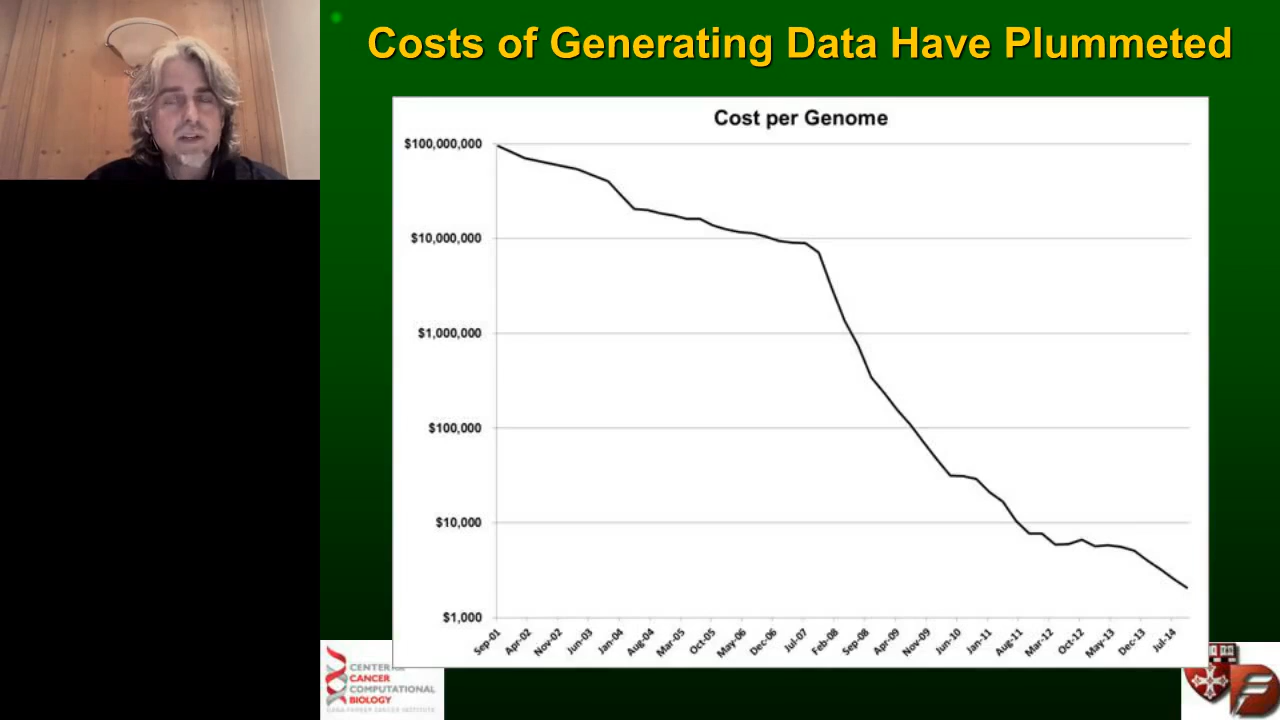 Costs of Generating Data Have Plummeted
Cost per Genome
$100,000,000
$10,000,000
$1,000,000
$100,000
$10,000
$1,000
Sep-01 Apr-02 Nov-02 Jun-03 Jan-04 Aug-04 Mar-05 Oct-05 May-06 Dec-06 Jul-07 Feb-08 Sep-08 Apr-09 Nov-09 Jun-10 Jan-11 Aug-11 Mar-12 Oct-12 May-13 Dec-13 Jul-14
CENTER
CANCER
COMPUTATIONAL
BIOLOGY
DANA-FARBER CANCER INSTITUTE